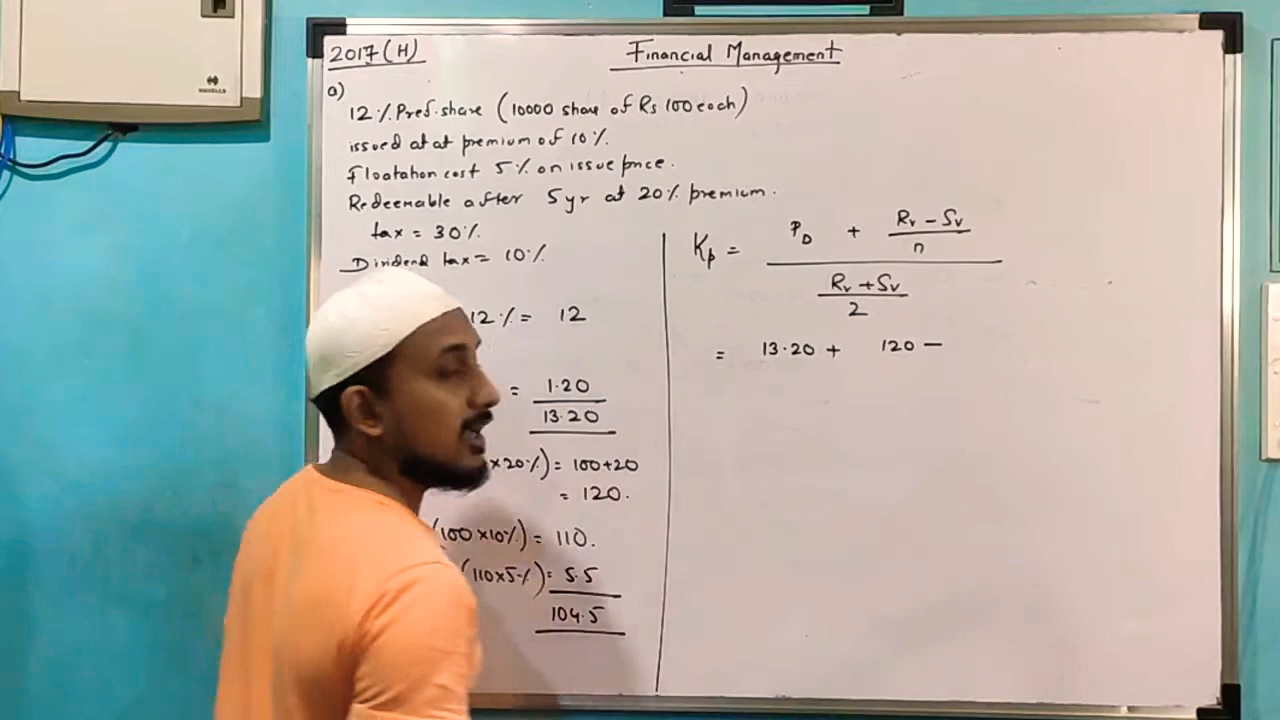 HAVELLS
2017 (H)
Financial Management
a)
12% Pref. share (10000 share of Rs 100 each)
issued at at premium of 10%.
Floatation cost 5% on issue price.
Redeemable after 5yr at 20% premium.
tax = 30%.
Dividend tax = 10%.
12% = 12
= 1.20
13.20
×20%) = 100+20
= 120.
(100×10%) = 110.
(110×5%) = 5.5
104.5
Kp = PD + Rv - Sv
n
Rv + Sv
2
= 13.20 + 120 -